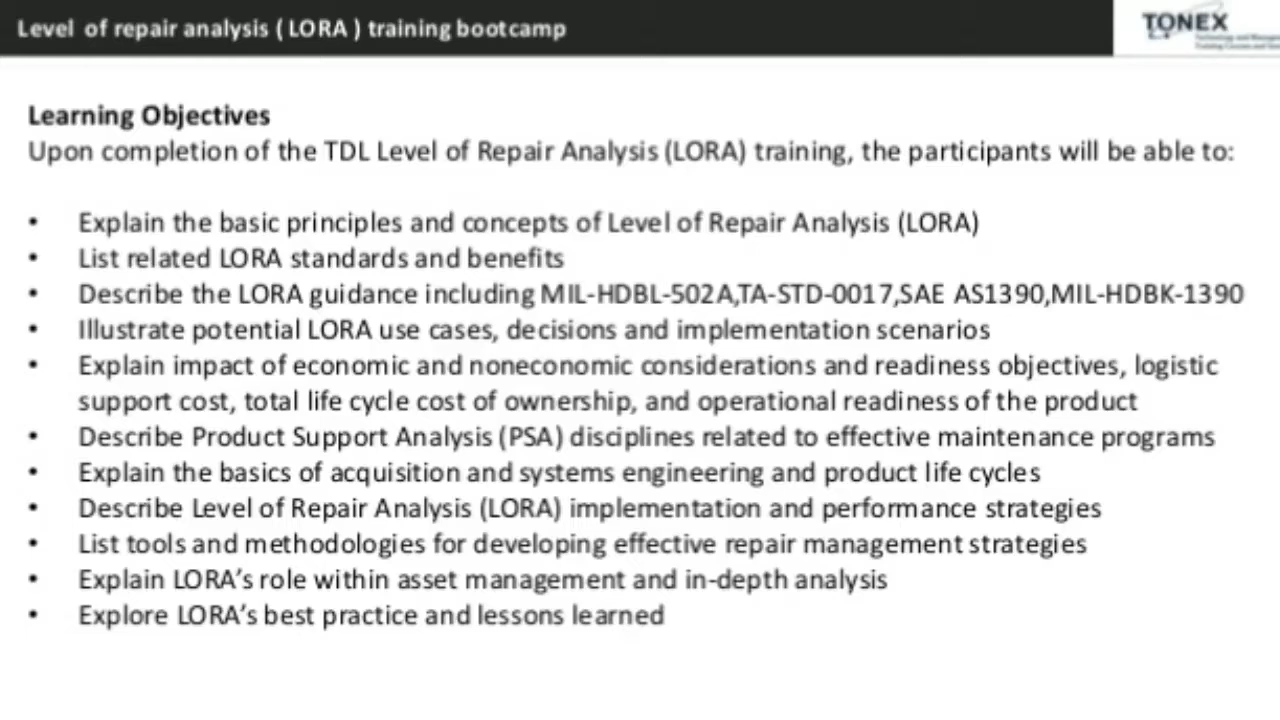 Level of repair analysis ( LORA ) training bootcamp
TONEX
Learning Objectives
Upon completion of the TDL Level of Repair Analysis (LORA) training, the participants will be able to:
• Explain the basic principles and concepts of Level of Repair Analysis (LORA)
• List related LORA standards and benefits
• Describe the LORA guidance including MIL-HDBL-502A,TA-STD-0017,SAE AS1390,MIL-HDBK-1390
• Illustrate potential LORA use cases, decisions and implementation scenarios
• Explain impact of economic and noneconomic considerations and readiness objectives, logistic
support cost, total life cycle cost of ownership, and operational readiness of the product
• Describe Product Support Analysis (PSA) disciplines related to effective maintenance programs
• Explain the basics of acquisition and systems engineering and product life cycles
• Describe Level of Repair Analysis (LORA) implementation and performance strategies
• List tools and methodologies for developing effective repair management strategies
• Explain LORA’s role within asset management and in-depth analysis
• Explore LORA’s best practice and lessons learned